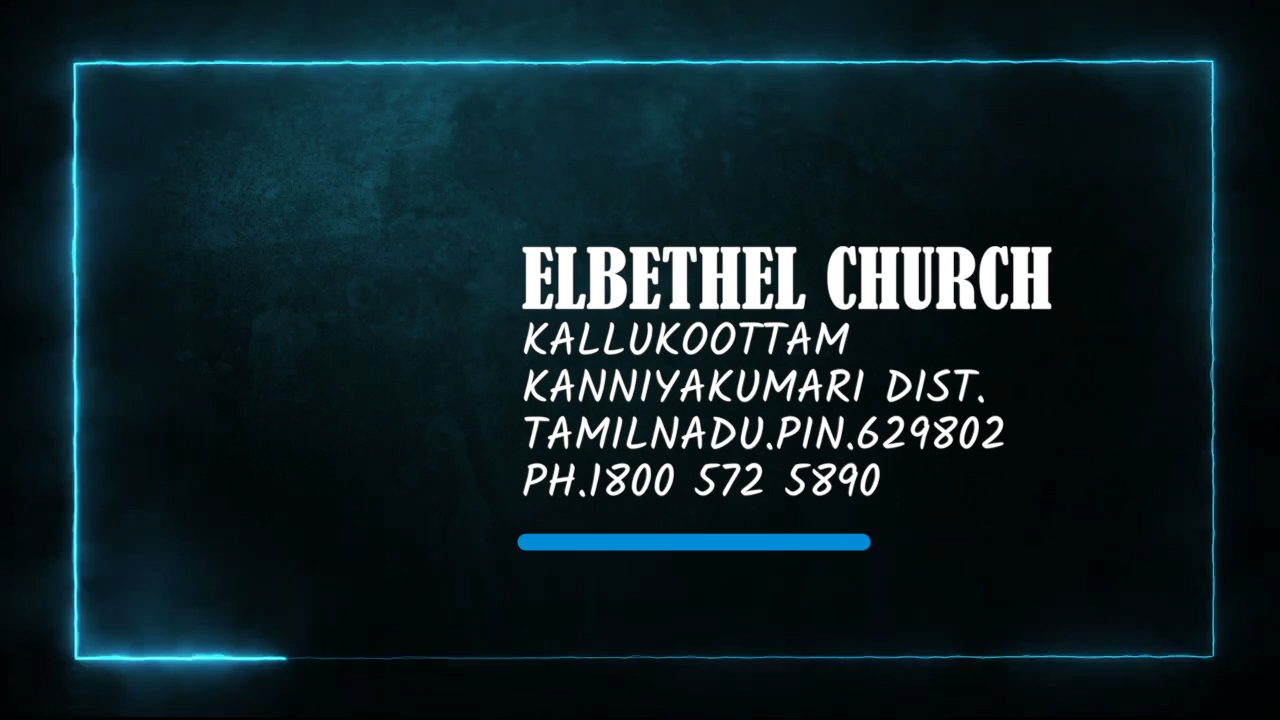 ELBETHEL CHURCH
KALLUKOOTTAM
KANNIYAKUMARI DIST.
TAMILNADU.PIN.629802
PH.1800 572 5890